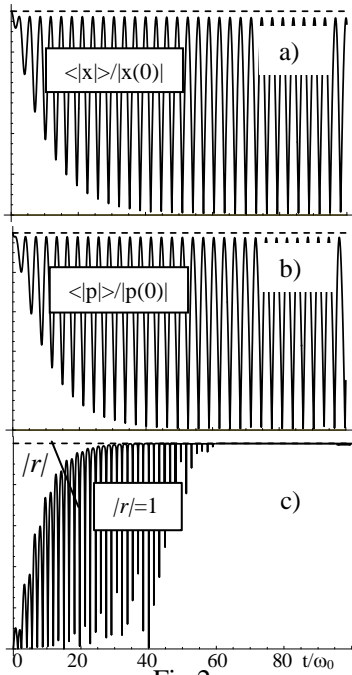 <|x|>/|x(0)|
a)
<|p|>/|p(0)|
b)
|r|
|r|=1
c)
0 20 40 60 80 t/ω₀